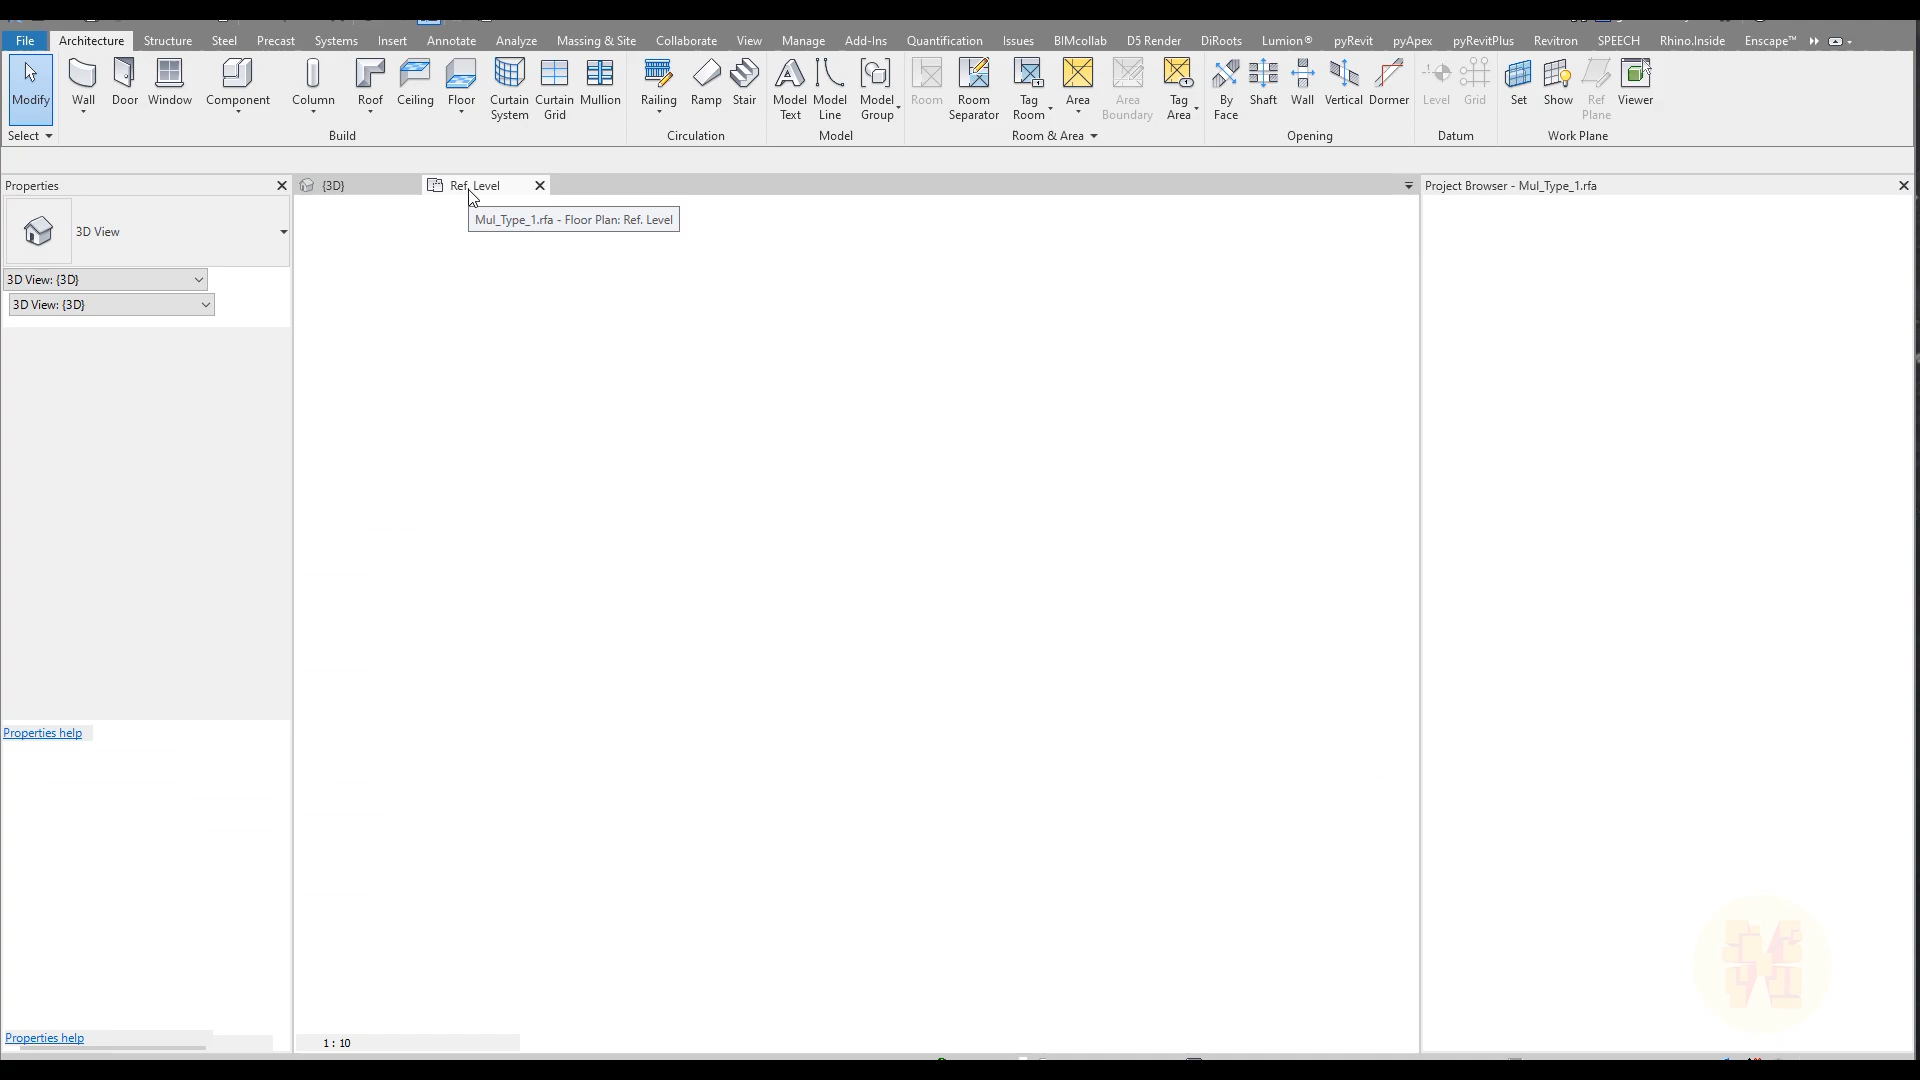 File Architecture Structure Steel Precast Systems Insert Annotate Analyze Massing & Site Collaborate View Manage Add-Ins Quantification Issues BIMcollab D5 Render DiRoots Lumion® pyRevit pyApex pyRevitPlus Revitron SPEECH Rhino.Inside Enscape™
Modify Wall Door Window Component Column Roof Ceiling Floor Curtain System Curtain Grid Mullion Railing Ramp Stair Model Text Model Line Model Group Room Room Separator Tag Room Area Area Boundary Tag Area By Face Shaft Wall Vertical Dormer Level Grid Set Show Ref Plane Viewer
Select Build Circulation Model Room & Area Opening Datum Work Plane
Properties {3D} Ref. Level Project Browser - Mul_Type_1.rfa
Mul_Type_1.rfa - Floor Plan: Ref. Level
3D View
3D View: {3D}
3D View: {3D}
Properties help
Properties help
1 : 10